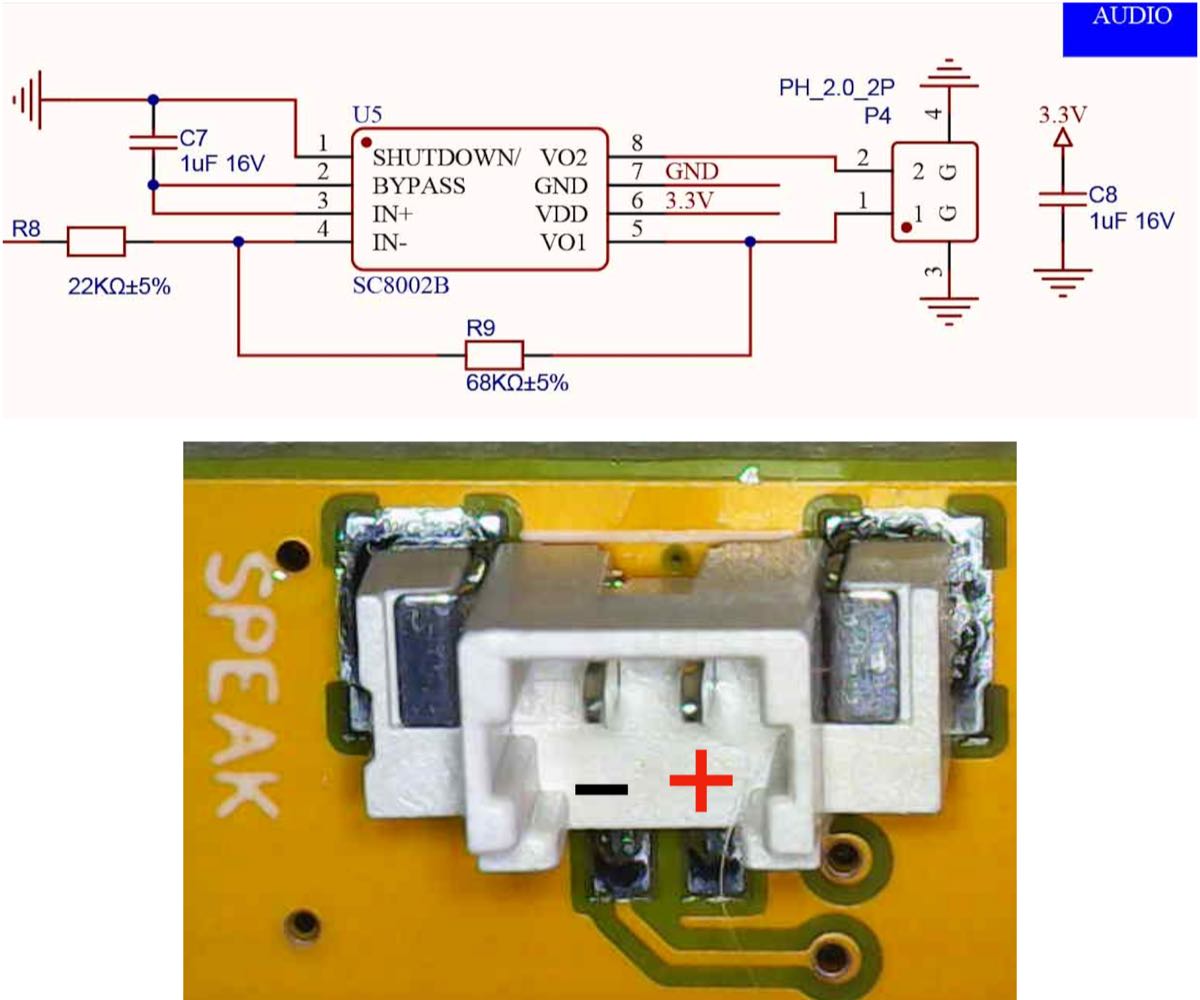 AUDIO
PH_2.0_2P
P4
4
3.3V
U5
C7
1uF 16V
1
SHUTDOWN/
VO2
8
2
BYPASS
GND
7
GND
3
IN+
VDD
6
3.3V
4
IN-
VO1
5
2
1
2 G
1 G
3
C8
1uF 16V
R8
22KΩ±5%
SC8002B
R9
68KΩ±5%
SPEAK
− +